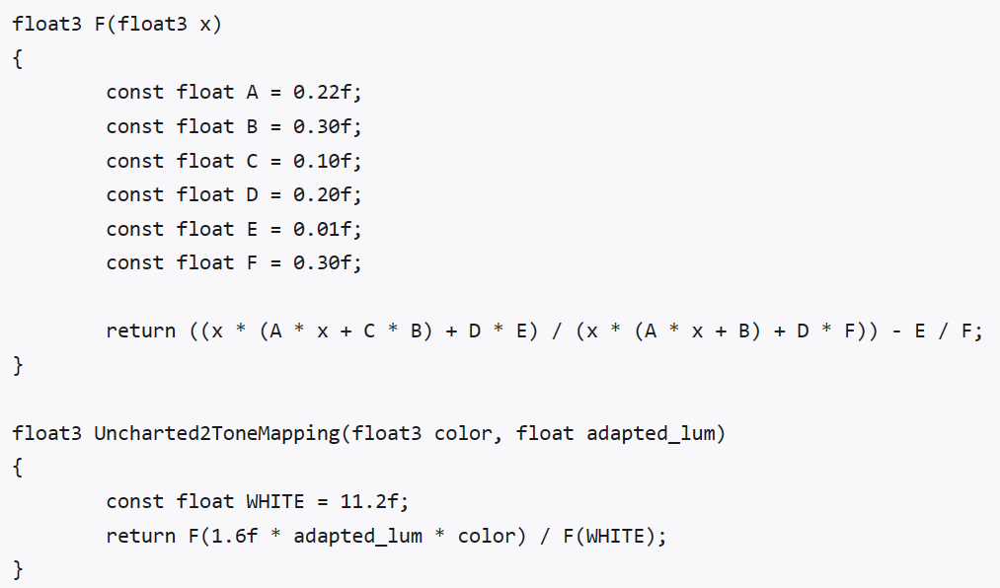 float3 F(float3 x)
{
        const float A = 0.22f;
        const float B = 0.30f;
        const float C = 0.10f;
        const float D = 0.20f;
        const float E = 0.01f;
        const float F = 0.30f;

        return ((x * (A * x + C * B) + D * E) / (x * (A * x + B) + D * F)) - E / F;
}

float3 Uncharted2ToneMapping(float3 color, float adapted_lum)
{
        const float WHITE = 11.2f;
        return F(1.6f * adapted_lum * color) / F(WHITE);
}